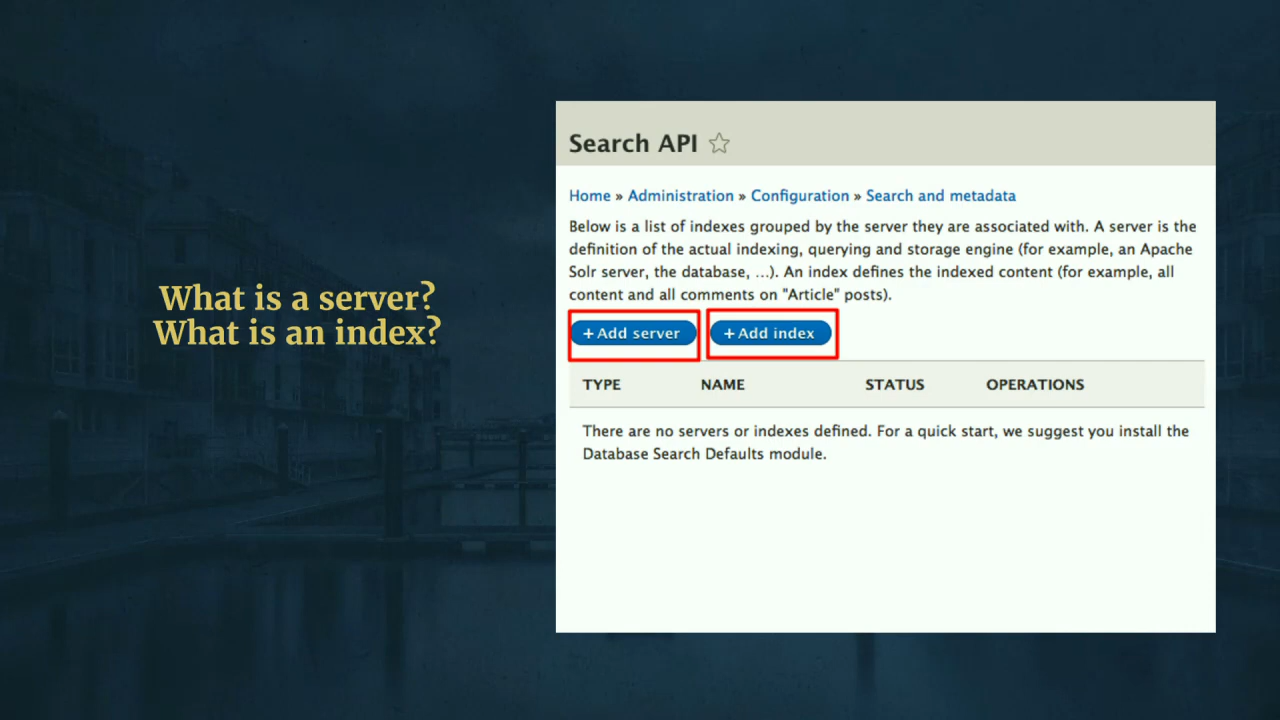 What is a server?
What is an index?
Search API
Home » Administration » Configuration » Search and metadata
Below is a list of indexes grouped by the server they are associated with. A server is the
definition of the actual indexing, querying and storage engine (for example, an Apache
Solr server, the database, ...). An index defines the indexed content (for example, all
content and all comments on "Article" posts).
+ Add server + Add index
TYPE NAME STATUS OPERATIONS
There are no servers or indexes defined. For a quick start, we suggest you install the
Database Search Defaults module.